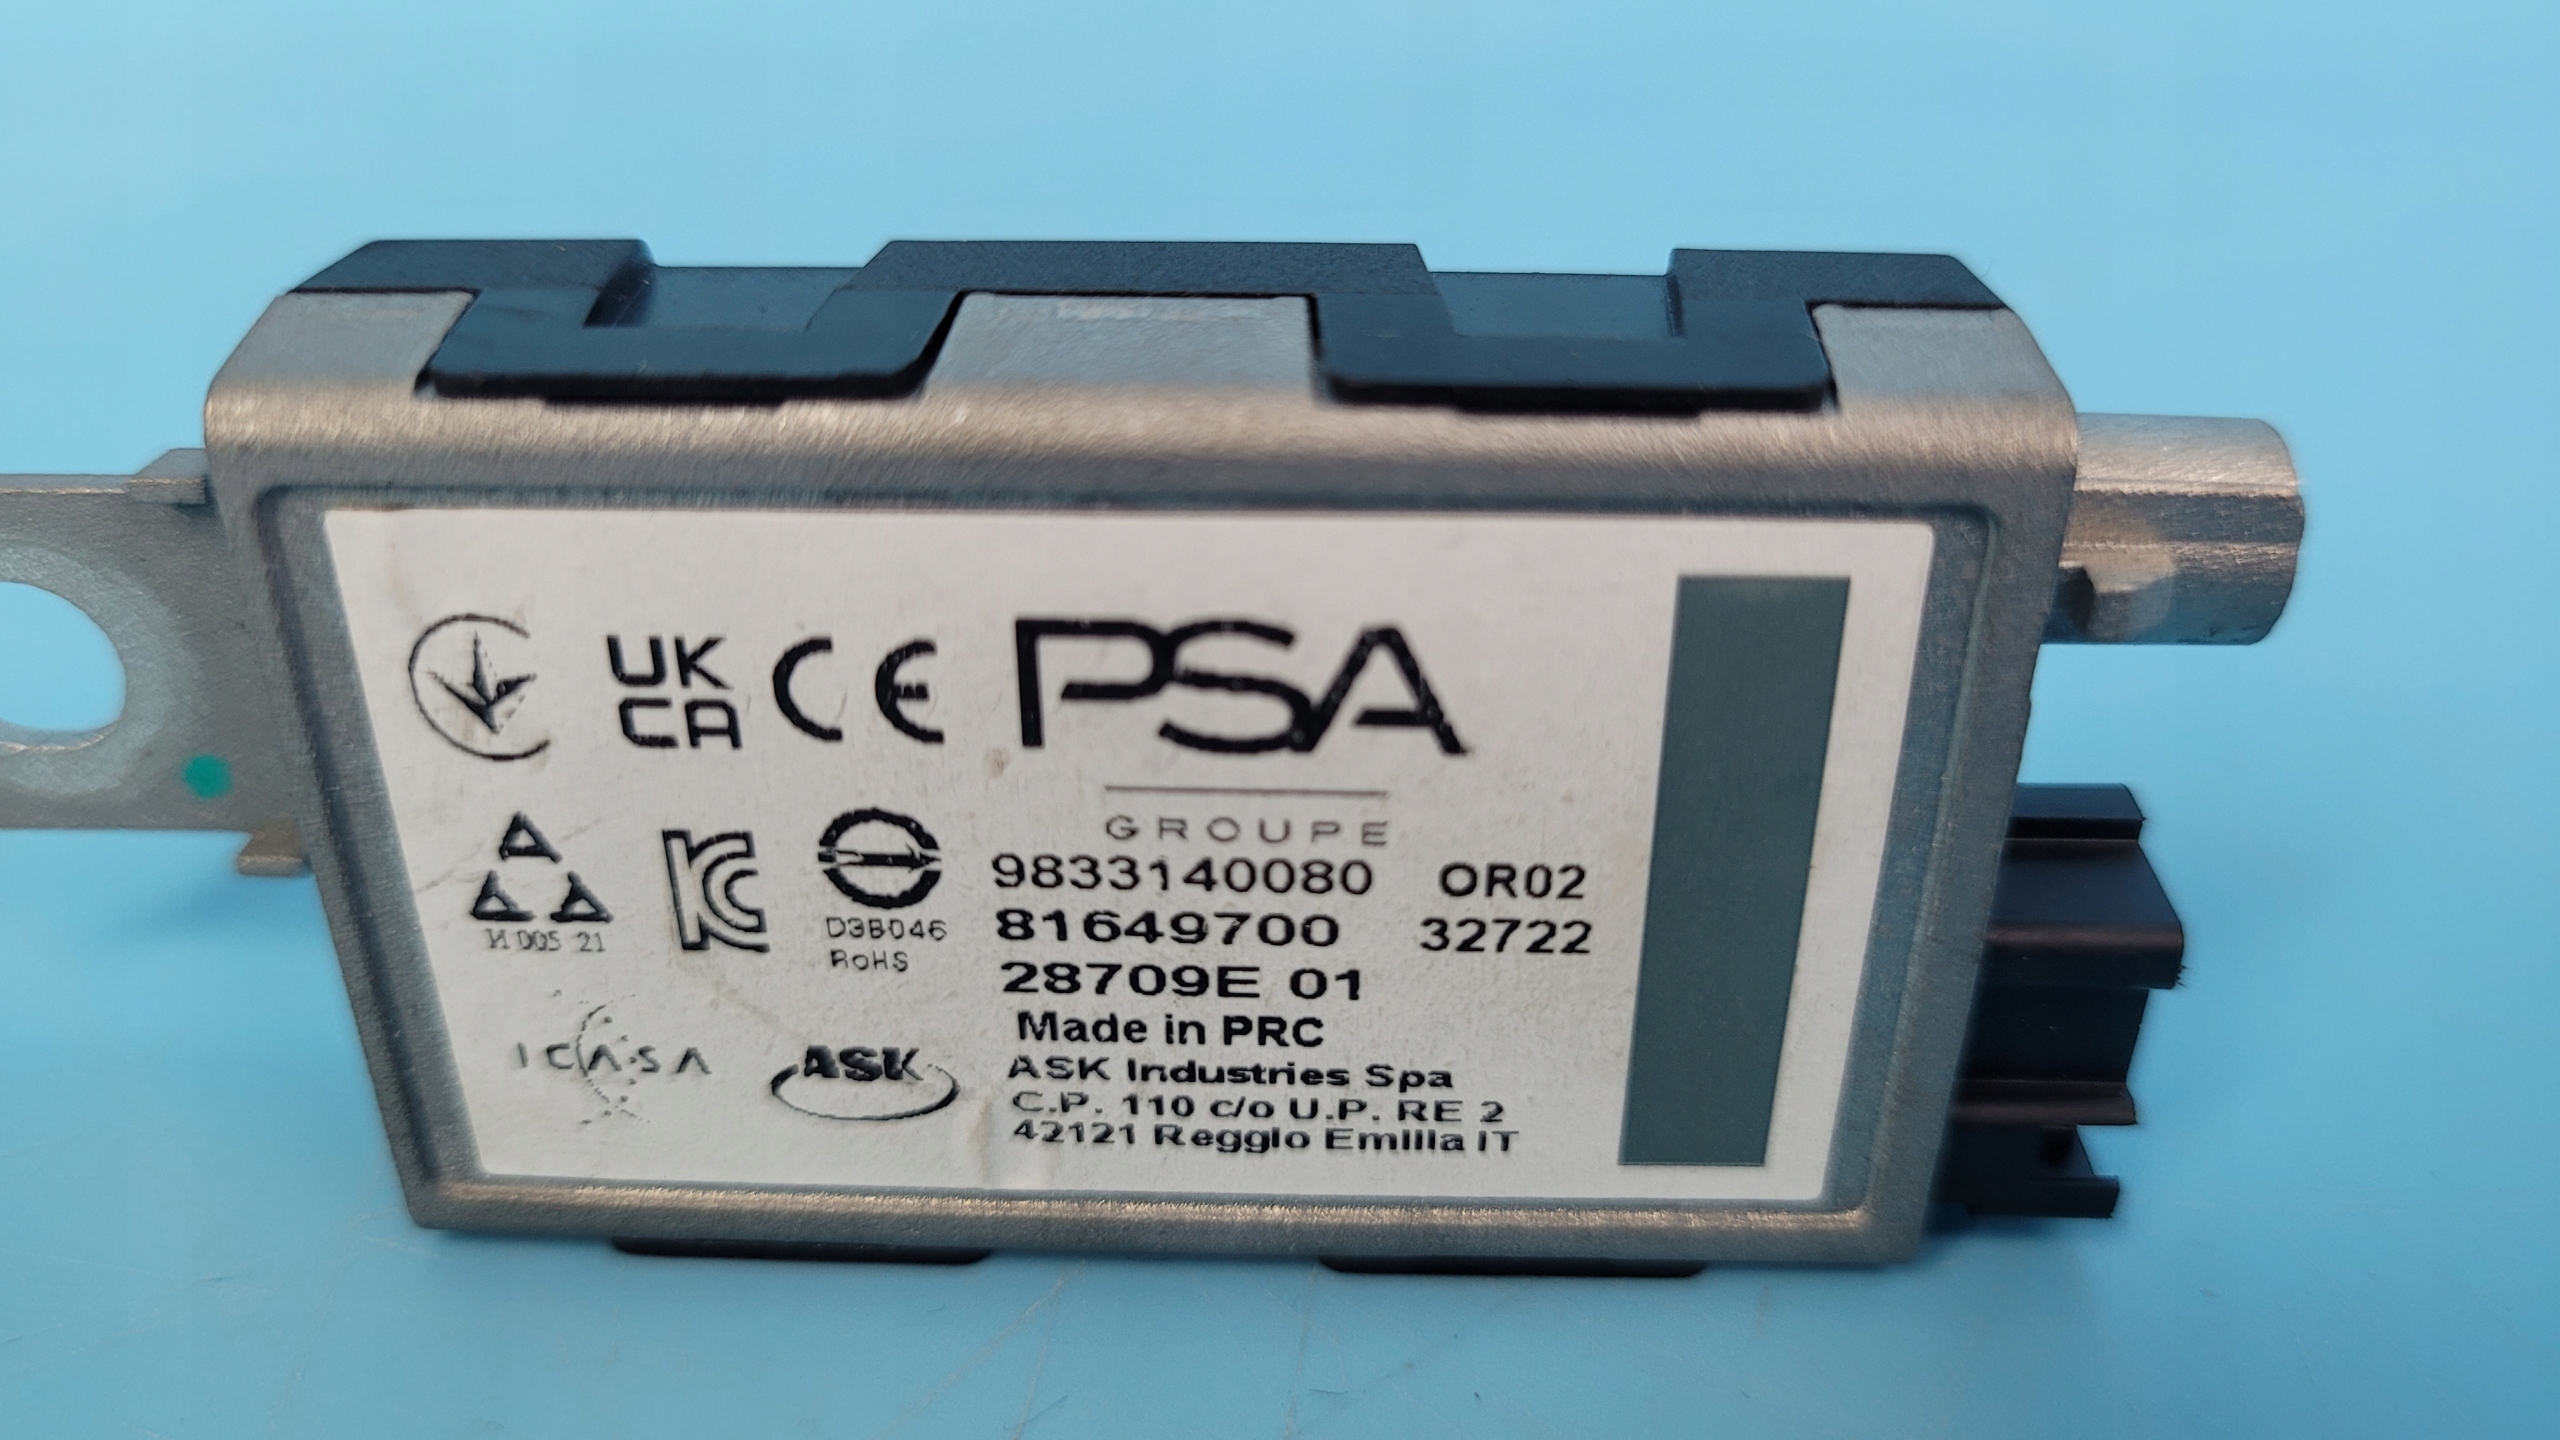 UK
CA
CE
PSA
GROUPE
9833140080 OR02
81649700 32722
28709E 01
Made in PRC
ASK Industries Spa
C.P. 110 c/o U.P. RE 2
42121 Reggio Emilia IT
21
D3B046
RoHS
ICASA
ASK